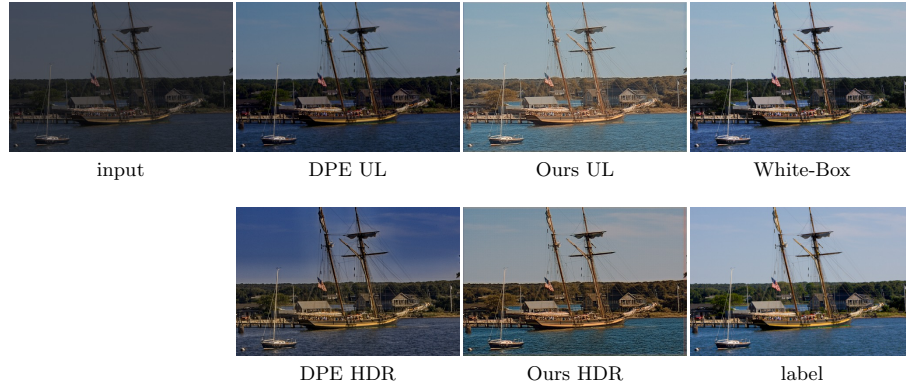 input
DPE UL
Ours UL
White-Box
DPE HDR
Ours HDR
label